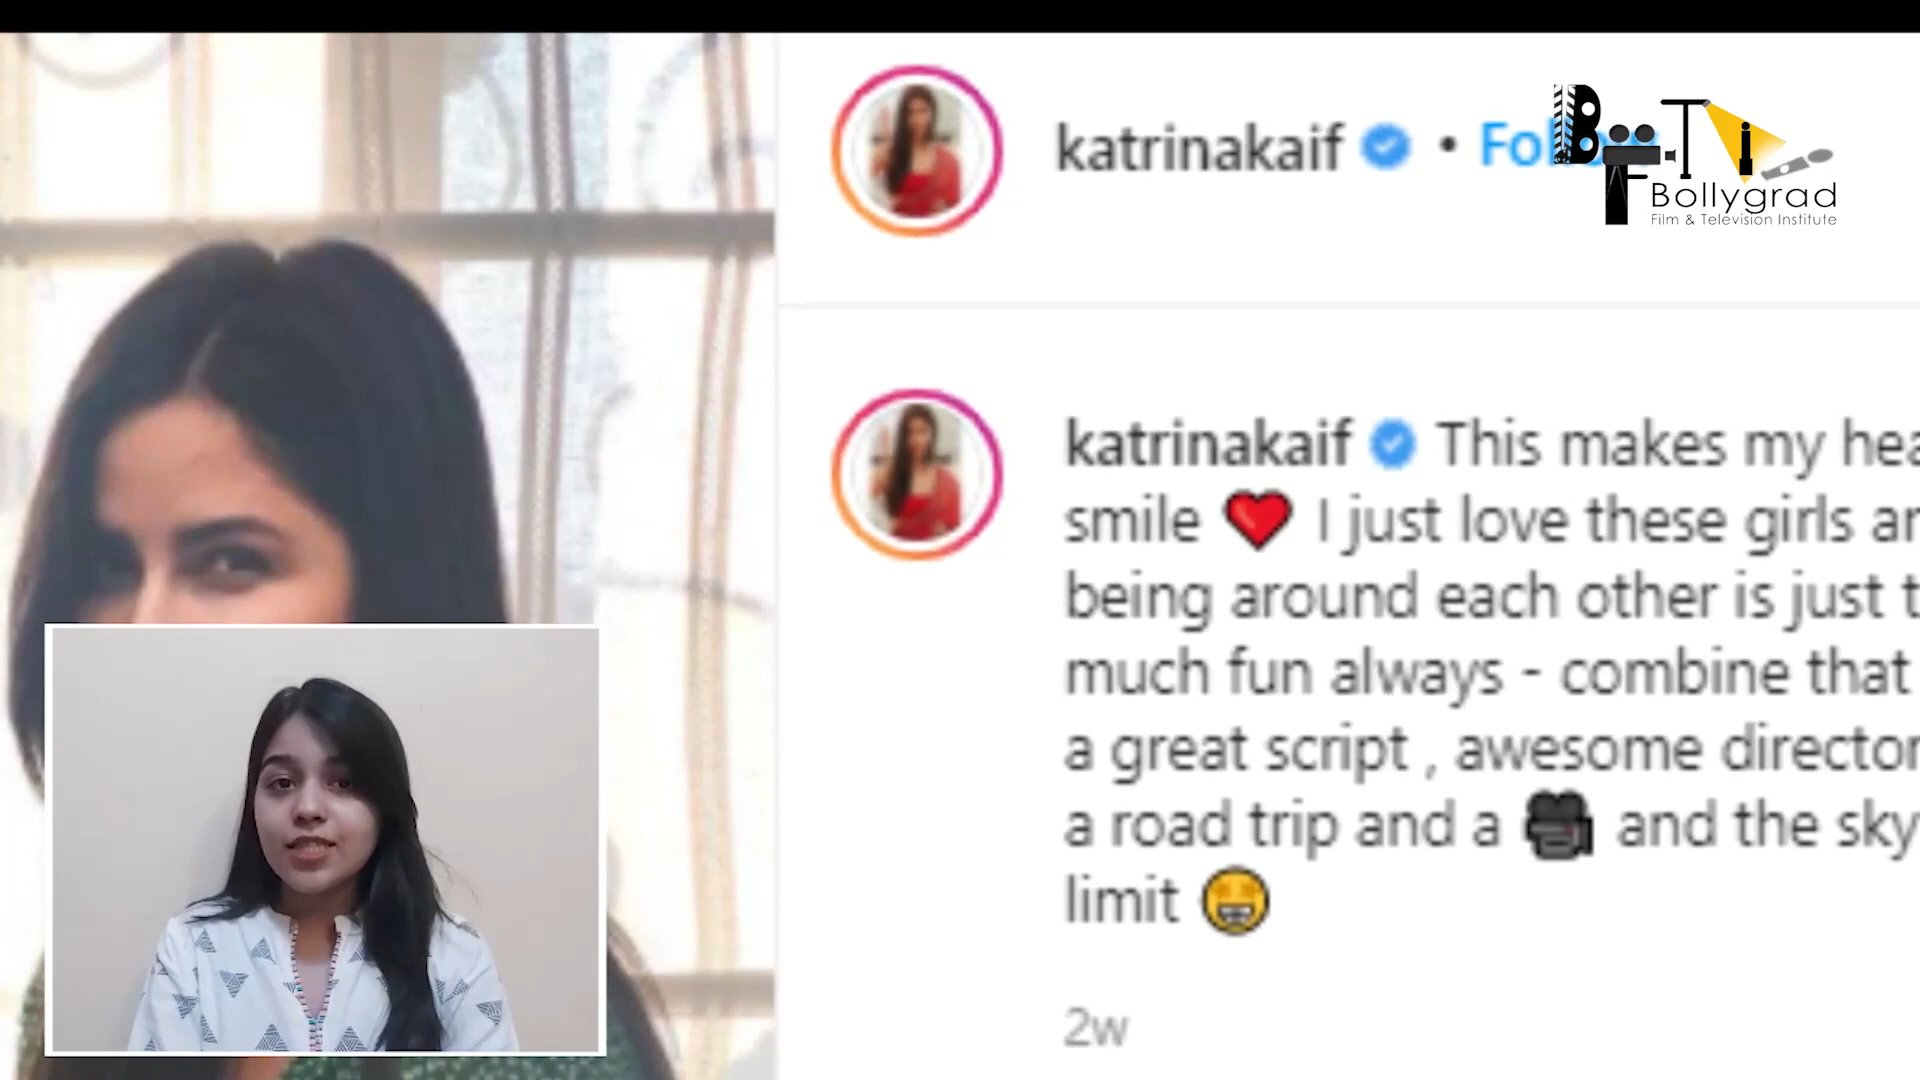 katrinakaif • Fo
BFTi
Bollygrad
Film & Television Institute
katrinakaif This makes my
smile ❤️ I just love these girls
being around each other is just
much fun always - combine that
a great script , awesome director
a road trip and a 🎥 and the sky
limit 🤩
2w